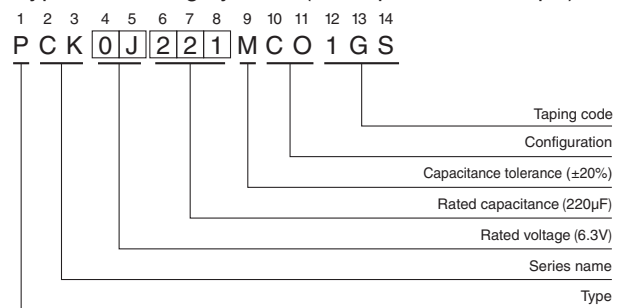 1 2 3 4 5 6 7 8 9 10 11 12 13 14
P C K 0 J 2 2 1 M C O 1 G S
Taping code
Configuration
Capacitance tolerance (±20%)
Rated capacitance (220µF)
Rated voltage (6.3V)
Series name
Type